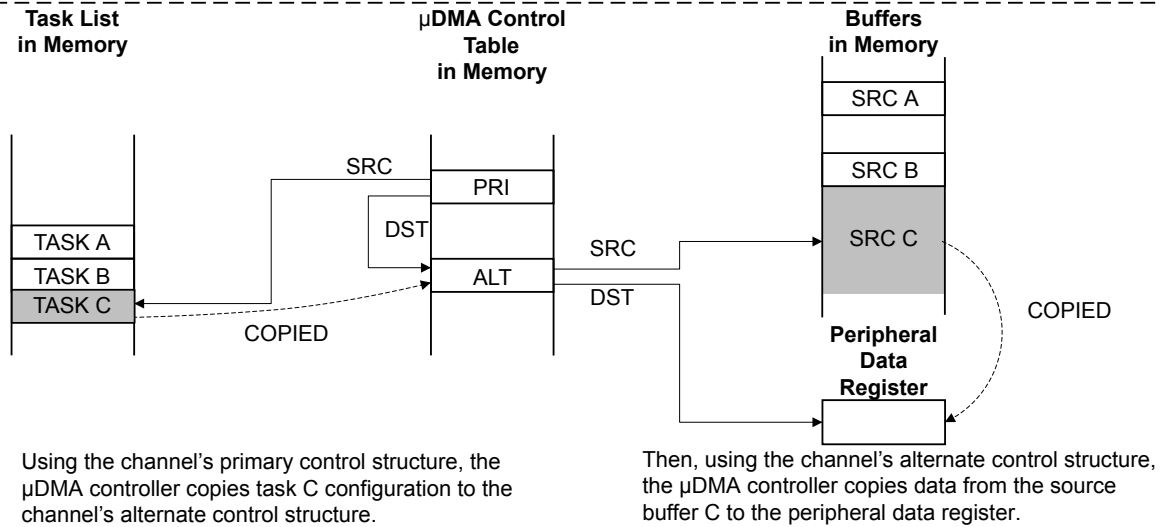 Task List
in Memory
µDMA Control
Table
in Memory
Buffers
in Memory
SRC A
SRC B
SRC C
SRC
PRI
DST
ALT
SRC
DST
TASK A
TASK B
TASK C
COPIED
COPIED
Peripheral
Data
Register
Using the channel’s primary control structure, the
µDMA controller copies task C configuration to the
channel’s alternate control structure.
Then, using the channel’s alternate control structure,
the µDMA controller copies data from the source
buffer C to the peripheral data register.